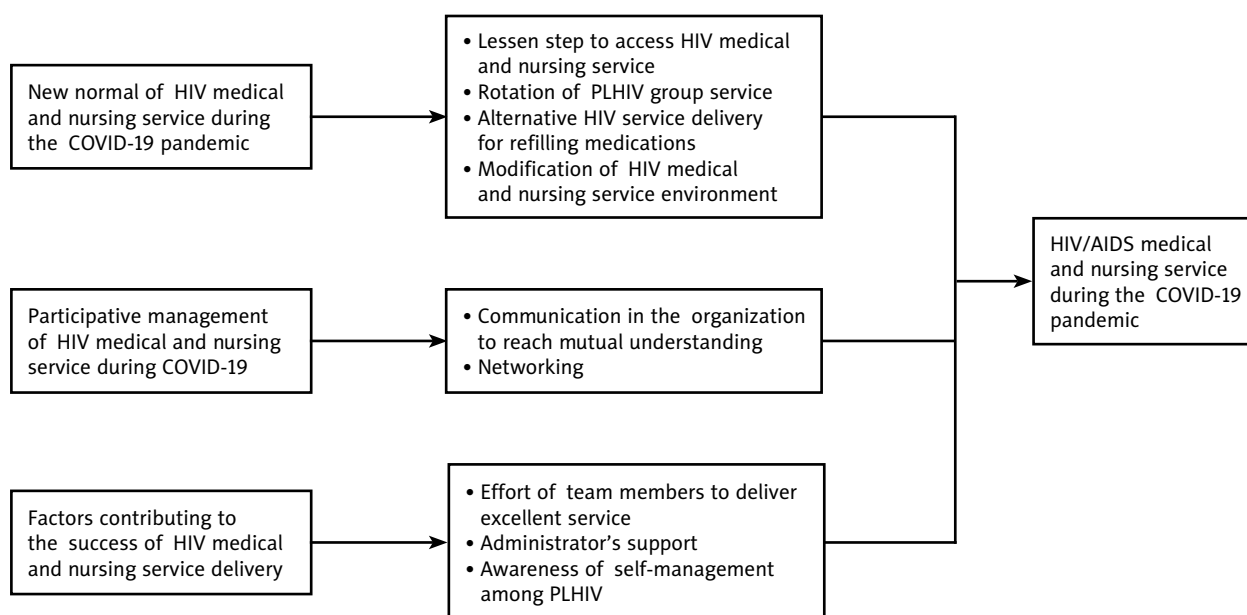 New normal of HIV medical
and nursing service during
the COVID-19 pandemic
• Lessen step to access HIV medical
and nursing service
• Rotation of PLHIV group service
• Alternative HIV service delivery
for refilling medications
• Modification of HIV medical
and nursing service environment
Participative management
of HIV medical and nursing
service during COVID-19
• Communication in the organization
to reach mutual understanding
• Networking
Factors contributing to
the success of HIV medical
and nursing service delivery
• Effort of team members to deliver
excellent service
• Administrator's support
• Awareness of self-management
among PLHIV
HIV/AIDS medical
and nursing service
during the COVID-19
pandemic